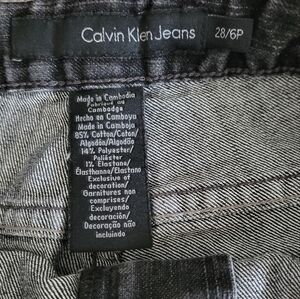 Calvin Klein Jeans 28/6P
Made in Cambodia
Fabriqué au
Cambodge
Hecho en Camboya
Made in Camboja
85% Cotton/Coton/
Algodón/Algodão
14% Polyester/
Poliéster
1% Elastane/
Élasthanne/Elastano
Exclusive of
decoration/
Garnitures non
comprises/
Excluyendo
decoración/
Decoração não
incluindo